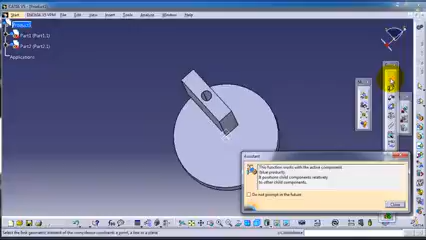 CATIA V5 - [Product1]
Start
File
Edit
View
Insert
Tools
Analyze
Window
Help
Product1
Part1 (Part1.1)
Part2 (Part2.1)
Applications
Assistant
This function works with the active component
(blue product).
It positions child components relatively
to other child components.
Do not prompt in the future
Close
Select the first geometric element of the coincidence constraint: a point, a line or a plane